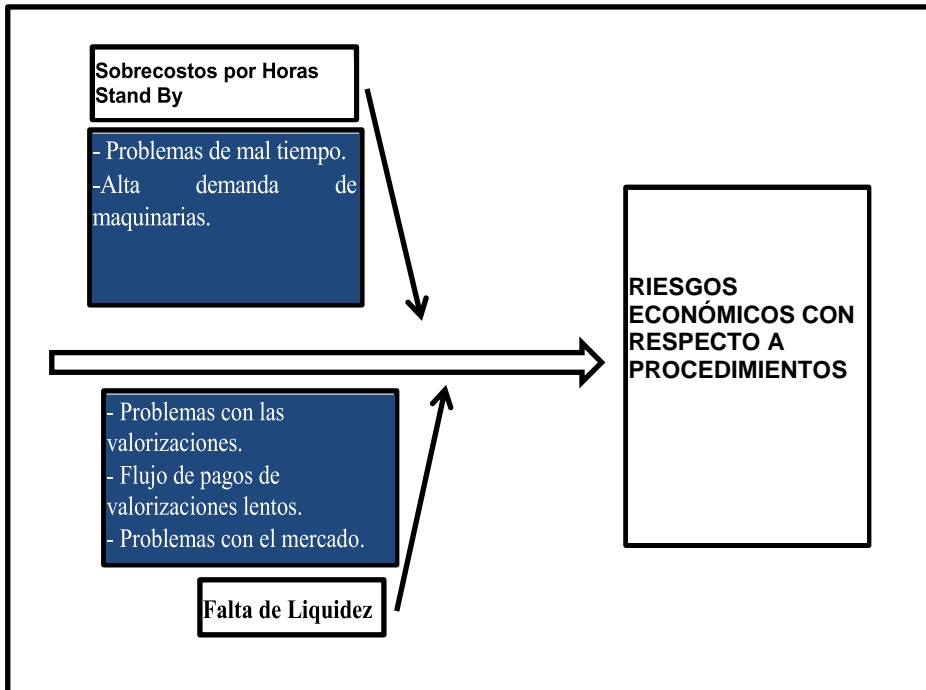 Sobrecostos por Horas
Stand By
- Problemas de mal tiempo.
-Alta demanda de
maquinarias.
RIESGOS
ECONÓMICOS CON
RESPECTO A
PROCEDIMIENTOS
- Problemas con las
valorizaciones.
- Flujo de pagos de
valorizaciones lentos.
- Problemas con el mercado.
Falta de Liquidez